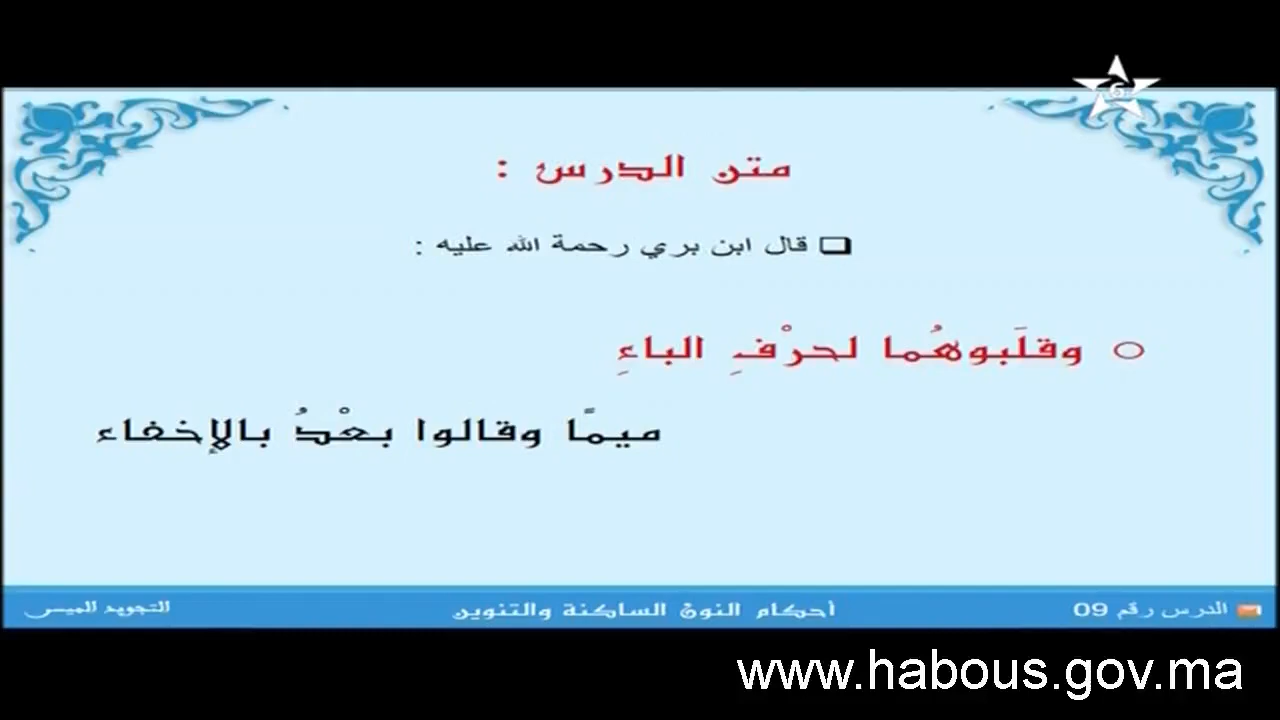 6
متن الدرس :
قال ابن بري رحمة الله عليه :
وقلَبوهُما لحرْفِ الباءِ
ميمًا وقالوا بعْدُ بالإخفاء
الدرس رقم 09
أحكام النون الساكنة والتنوين
التجويد الميسر
www.habous.gov.ma